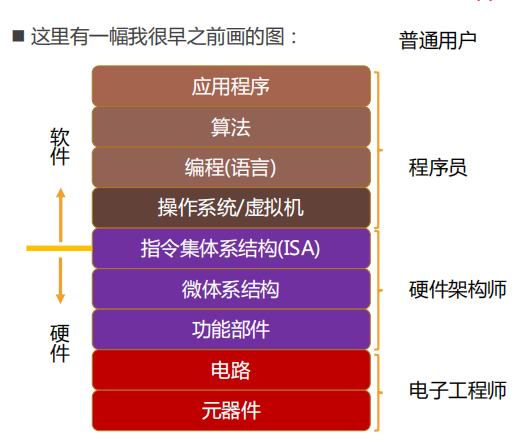 ■ 这里有一幅我很早之前画的图：
普通用户
应用程序
算法
编程(语言)
操作系统/虚拟机
指令集体系结构(ISA)
微体系结构
功能部件
电路
元器件
软件
硬件
程序员
硬件架构师
电子工程师